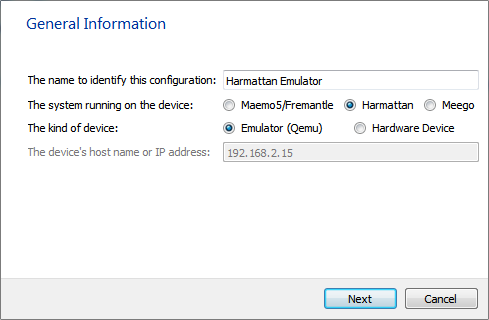 General Information
The name to identify this configuration: Harmattan Emulator
The system running on the device: Maemo5/Fremantle Harmattan Meego
The kind of device: Emulator (Qemu) Hardware Device
The device's host name or IP address: 192.168.2.15
Next Cancel